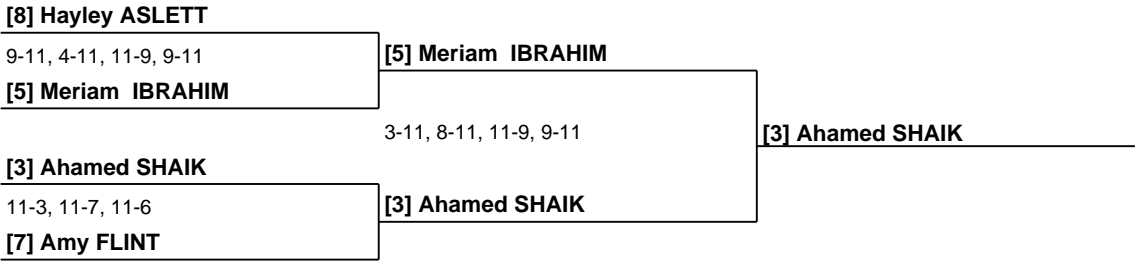 [8] Hayley ASLETT
9-11, 4-11, 11-9, 9-11
[5] Meriam  IBRAHIM
[5] Meriam  IBRAHIM
3-11, 8-11, 11-9, 9-11
[3] Ahamed SHAIK
[3] Ahamed SHAIK
11-3, 11-7, 11-6
[3] Ahamed SHAIK
[7] Amy FLINT